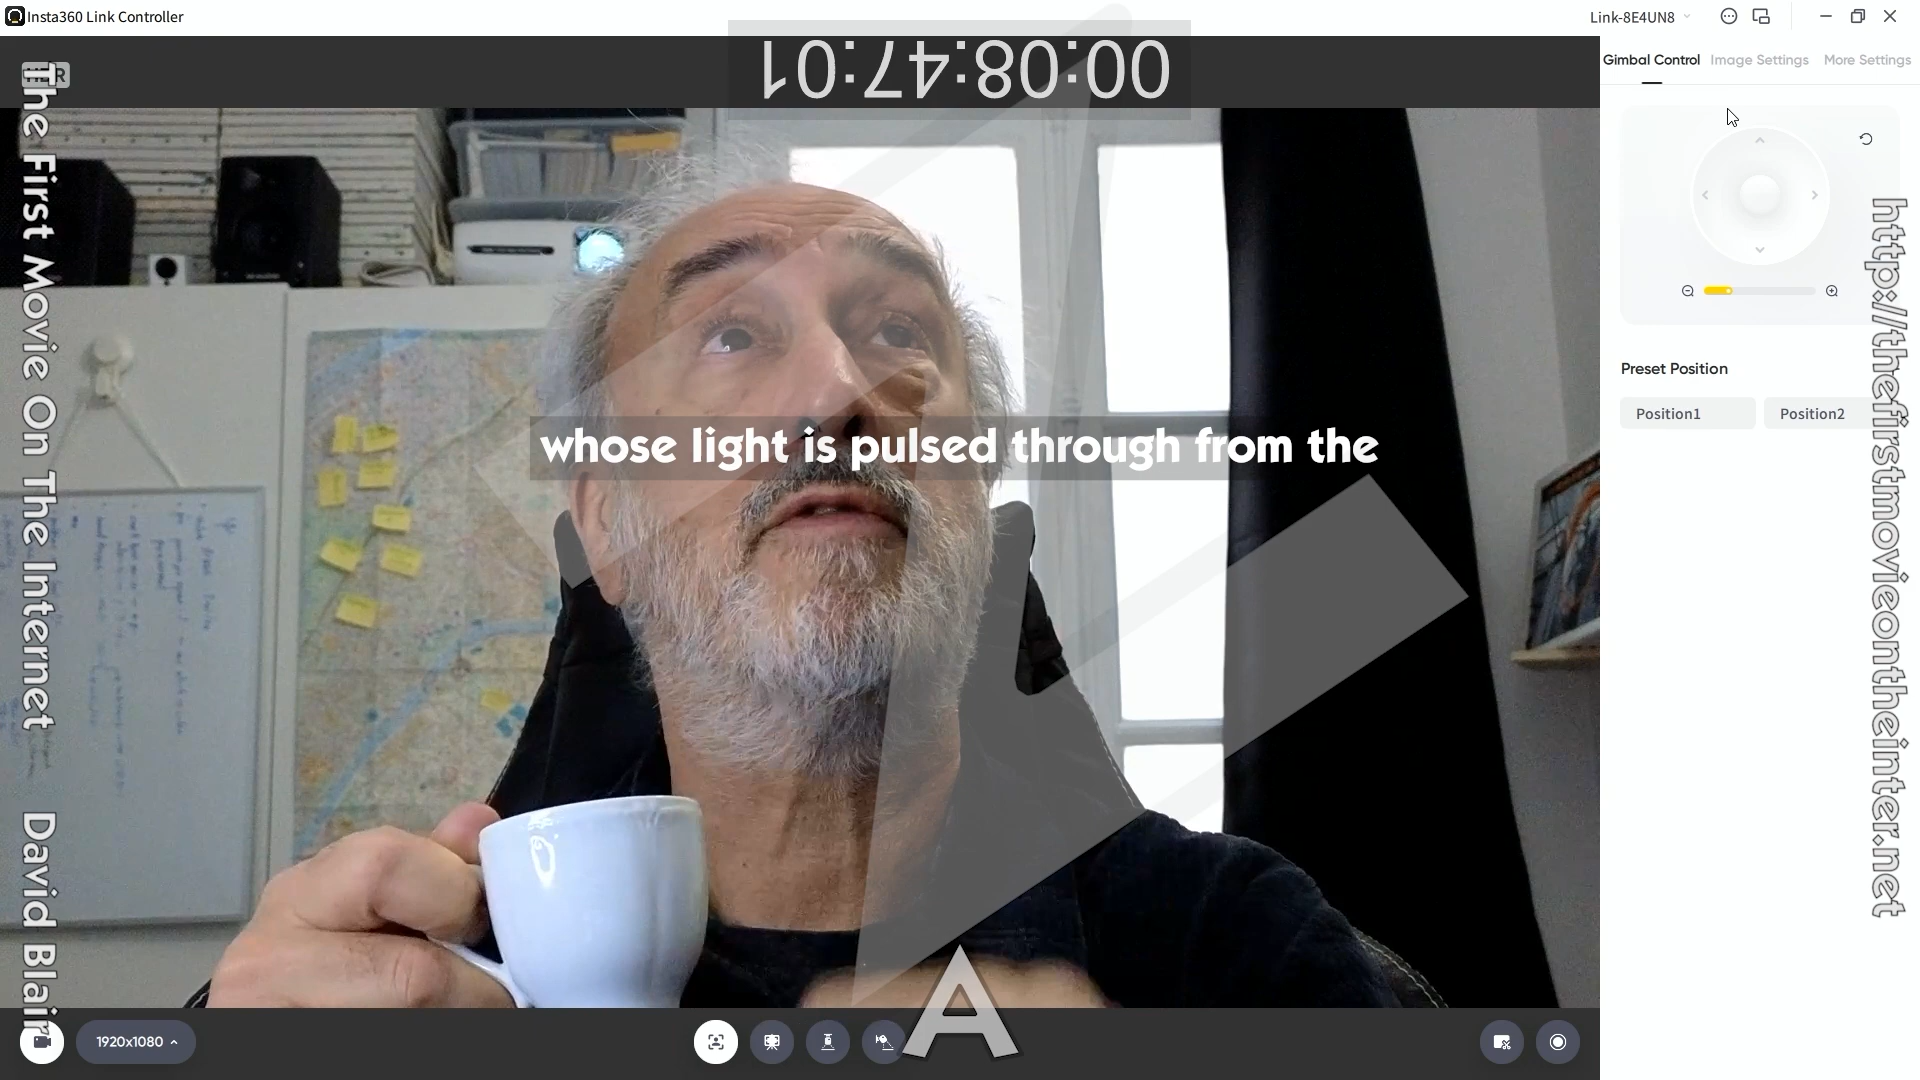 Insta360 Link Controller
Link-8E4UN8
00:08:47:01
HDR
Gimbal Control
Image Settings
More Settings
The First Movie On The Internet David Blair
http://thefirstmovieontheinter.net
Preset Position
Position1
Position2
whose light is pulsed through from the
1920x1080
A